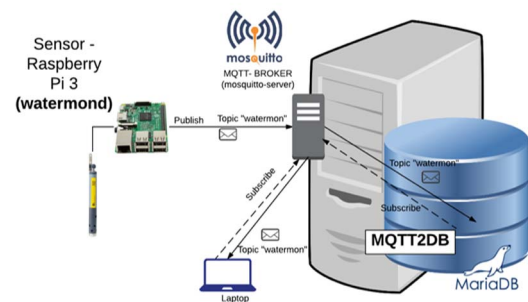 Sensor -
Raspberry
Pi 3
(watermond)
mosquitto
MQTT- BROKER
(mosquitto-server)
Publish
Topic "watermon"
Topic "watermon"
Subscribe
Subscribe
MQTT2DB
Topic "watermon"
MariaDB
Laptop